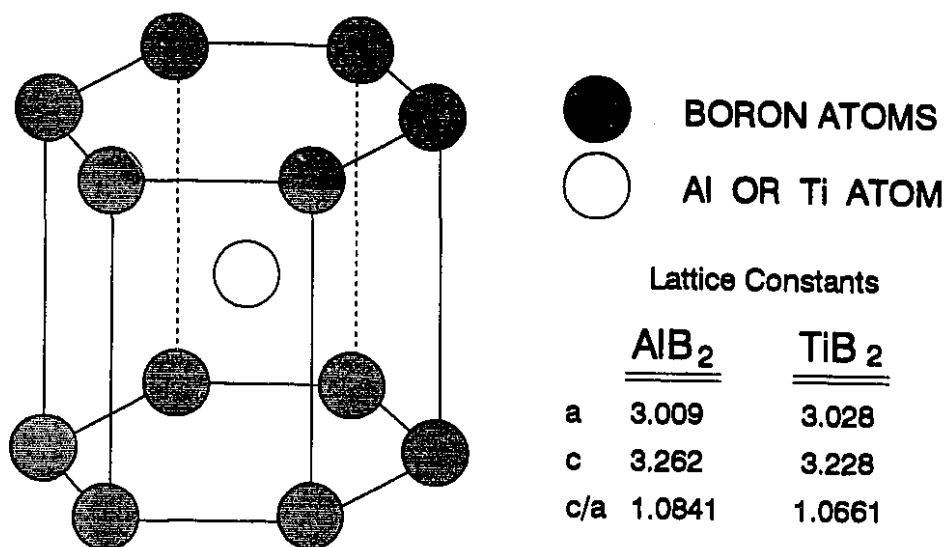 BORON ATOMS
Al OR Ti ATOM
Lattice Constants
AlB₂ TiB₂
a 3.009 3.028
c 3.262 3.228
c/a 1.0841 1.0661